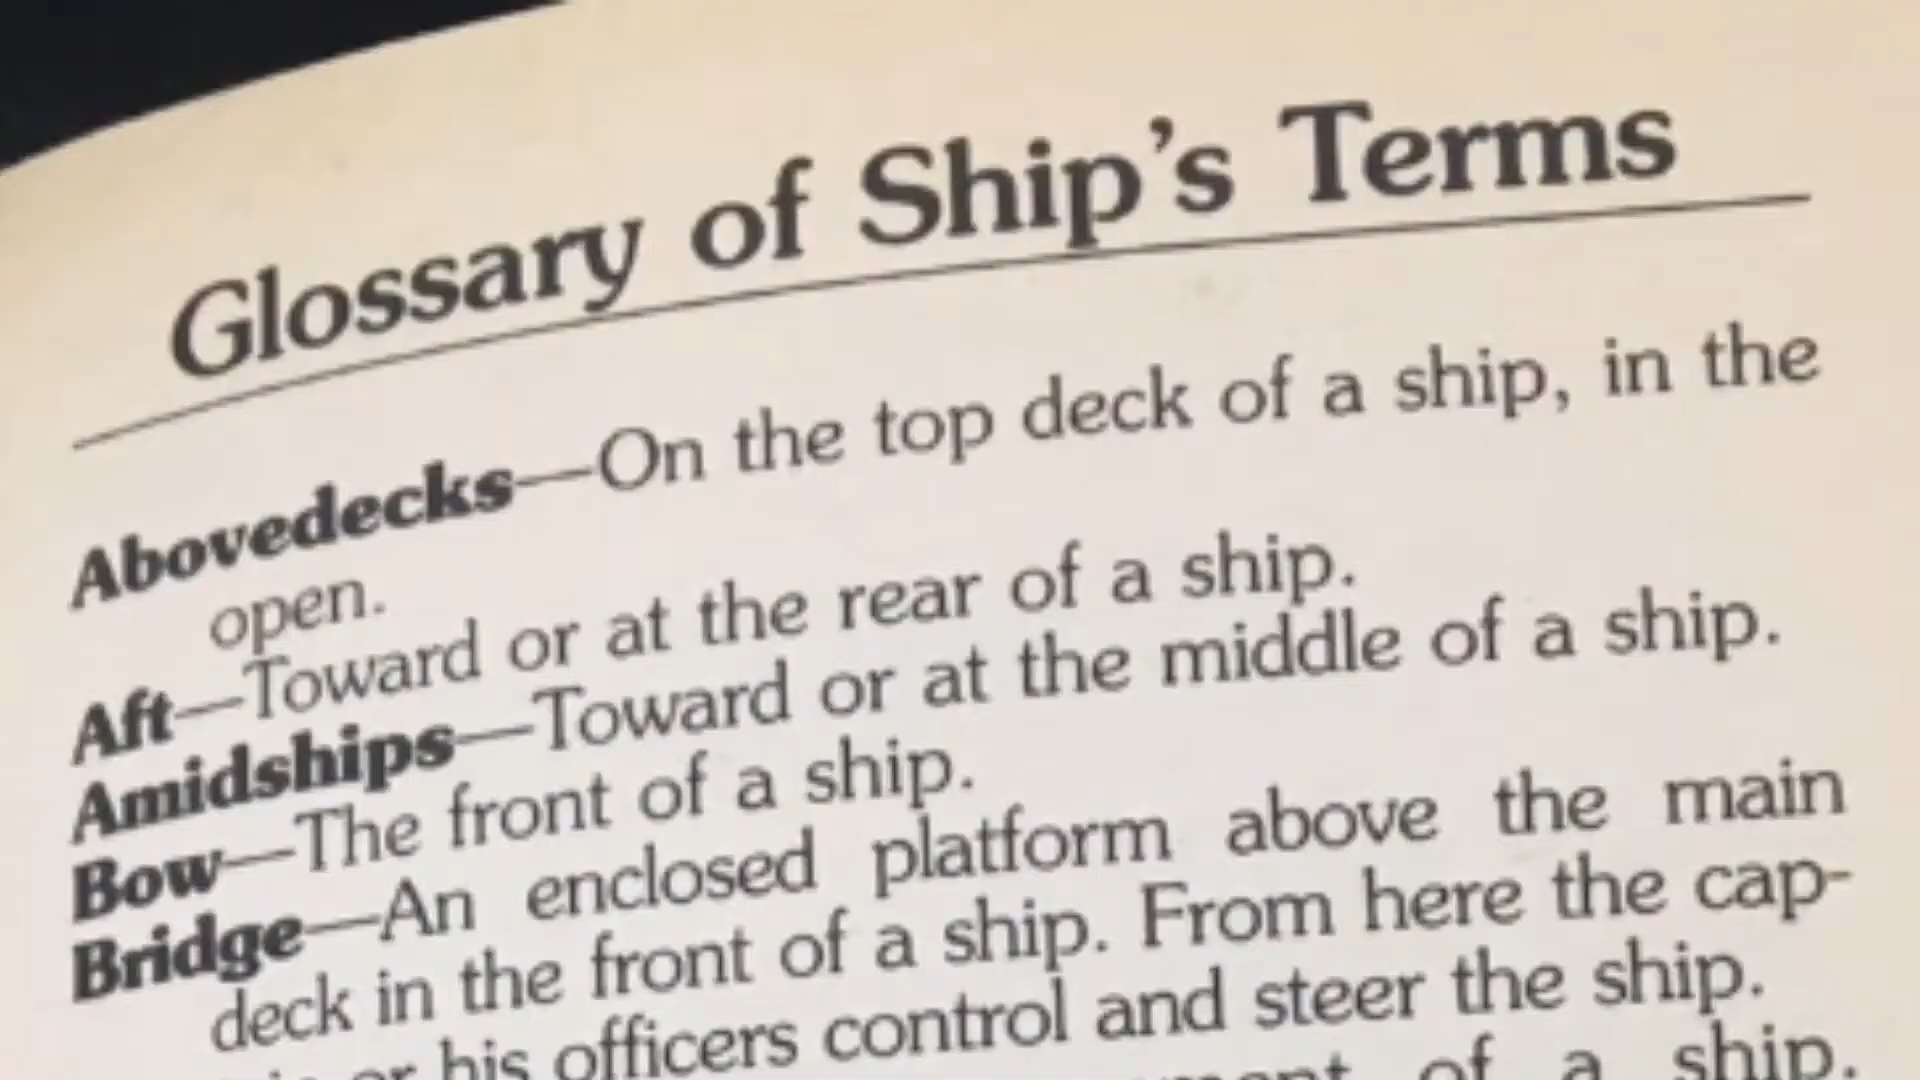 Glossary of Ship's Terms
Abovedecks—On the top deck of a ship, in the
open.
Aft—Toward or at the rear of a ship.
Amidships—Toward or at the middle of a ship.
Bow—The front of a ship.
Bridge—An enclosed platform above the main
deck in the front of a ship. From here the cap-
or his officers control and steer the ship.
of a ship.